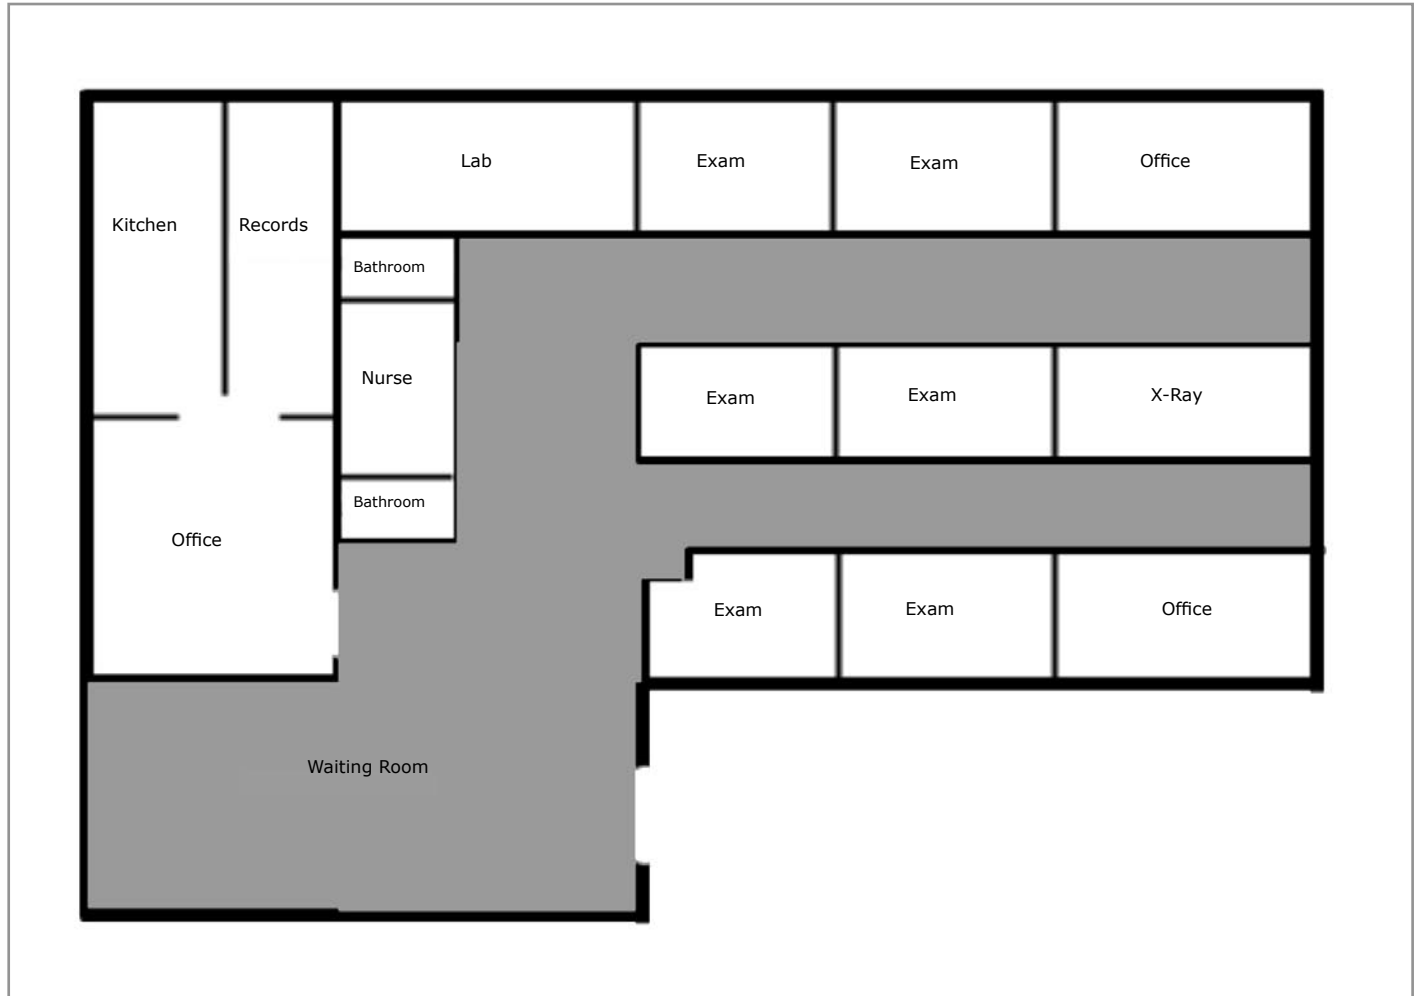 Lab
Exam
Exam
Office
Kitchen
Records
Bathroom
Nurse
Exam
Exam
X-Ray
Bathroom
Office
Exam
Exam
Office
Waiting Room